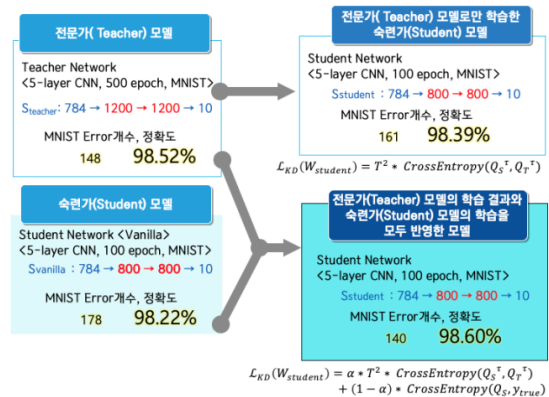 전문가( Teacher) 모델
Teacher Network
<5-layer CNN, 500 epoch, MNIST>
Steacher: 784 → 1200 → 1200 → 10
MNIST Error개수, 정확도
148 98.52%
숙련가(Student) 모델
Student Network <Vanilla>
<5-layer CNN, 100 epoch, MNIST>
Svanilla : 784 → 800 → 800 → 10
MNIST Error개수, 정확도
178 98.22%
전문가( Teacher) 모델로만 학습한
숙련가(Student) 모델
Student Network
<5-layer CNN, 100 epoch, MNIST>
Sstudent : 784 → 800 → 800 → 10
MNIST Error개수, 정확도
161 98.39%
ℒKD(Wstudent) = T² * CrossEntropy(QSᵗ, QTᵗ)
전문가(Teacher) 모델의 학습 결과와
숙련가(Student) 모델의 학습을
모두 반영한 모델
Student Network
<5-layer CNN, 100 epoch, MNIST>
Sstudent : 784 → 800 → 800 → 10
MNIST Error개수, 정확도
140 98.60%
ℒKD(Wstudent) = α * T² * CrossEntropy(QSᵗ, QTᵗ)
+ (1 − α) * CrossEntropy(QS, ytrue)